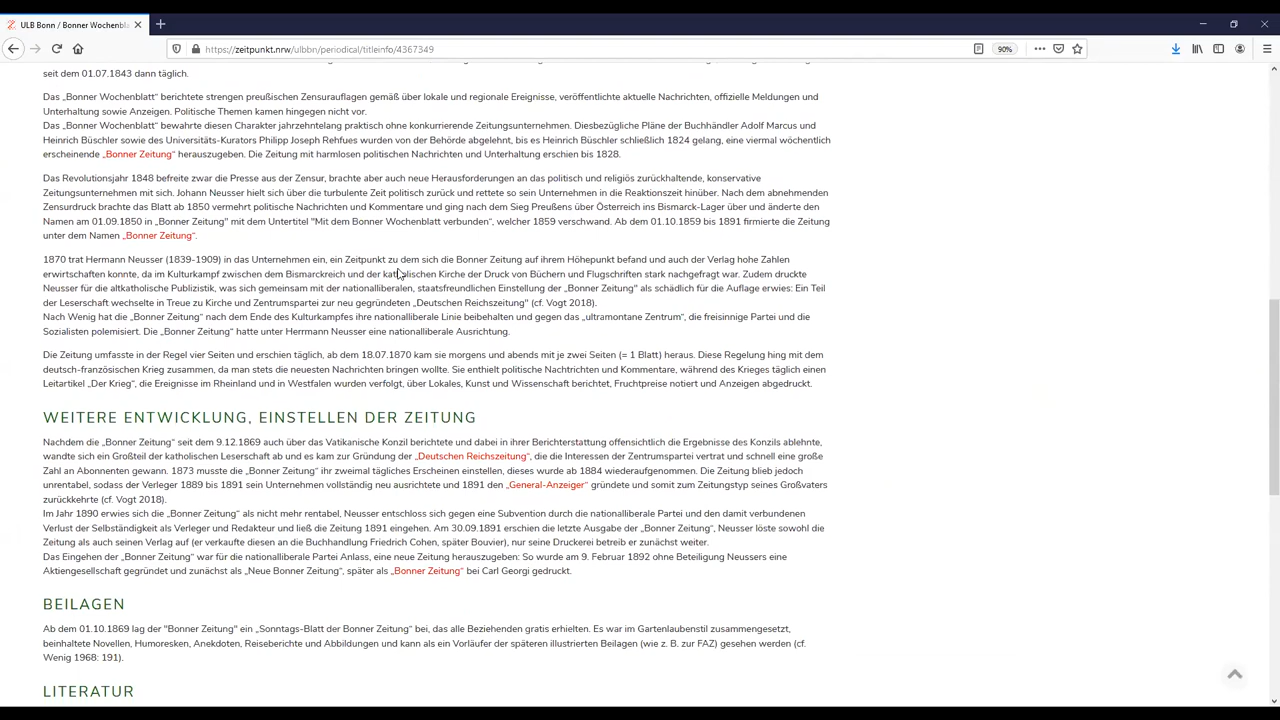 ULB Bonn / Bonner Wochenbla
https://zeitpunkt.nrw/ulbbn/periodical/titleinfo/4367349
90%
seit dem 01.07.1843 dann täglich.
Das „Bonner Wochenblatt“ berichtete strengen preußischen Zensurauflagen gemäß über lokale und regionale Ereignisse, veröffentlichte aktuelle Nachrichten, offizielle Meldungen und
Unterhaltung sowie Anzeigen. Politische Themen kamen hingegen nicht vor.
Das „Bonner Wochenblatt“ bewahrte diesen Charakter jahrzehntelang praktisch ohne konkurrierende Zeitungsunternehmen. Diesbezügliche Pläne der Buchhändler Adolf Marcus und
Heinrich Büschler sowie des Universitäts-Kurators Philipp Joseph Rehfues wurden von der Behörde abgelehnt, bis es Heinrich Büschler schließlich 1824 gelang, eine viermal wöchentlich
erscheinende „Bonner Zeitung“ herauszugeben. Die Zeitung mit harmlosen politischen Nachrichten und Unterhaltung erschien bis 1828.
Das Revolutionsjahr 1848 befreite zwar die Presse aus der Zensur, brachte aber auch neue Herausforderungen an das politisch und religiös zurückhaltende, konservative
Zeitungsunternehmen mit sich. Johann Neusser hielt sich über die turbulente Zeit politisch zurück und rettete so sein Unternehmen in die Reaktionszeit hinüber. Nach dem abnehmenden
Zensurdruck brachte das Blatt ab 1850 vermehrt politische Nachrichten und Kommentare und ging nach dem Sieg Preußens über Österreich ins Bismarck-Lager über und änderte den
Namen am 01.09.1850 in „Bonner Zeitung“ mit dem Untertitel "Mit dem Bonner Wochenblatt verbunden“, welcher 1859 verschwand. Ab dem 01.10.1859 bis 1891 firmierte die Zeitung
unter dem Namen „Bonner Zeitung“.
1870 trat Hermann Neusser (1839-1909) in das Unternehmen ein, ein Zeitpunkt zu dem sich die Bonner Zeitung auf ihrem Höhepunkt befand und auch der Verlag hohe Zahlen
erwirtschaften konnte, da im Kulturkampf zwischen dem Bismarckreich und der katholischen Kirche der Druck von Büchern und Flugschriften stark nachgefragt war. Zudem druckte
Neusser für die altkatholische Publizistik, was sich gemeinsam mit der nationalliberalen, staatsfreundlichen Einstellung der „Bonner Zeitung“ als schädlich für die Auflage erwies: Ein Teil
der Leserschaft wechselte in Treue zu Kirche und Zentrumspartei zur neu gegründeten „Deutschen Reichszeitung“ (cf. Vogt 2018).
Nach Wenig hat die „Bonner Zeitung“ nach dem Ende des Kulturkampfes ihre nationalliberale Linie beibehalten und gegen das „ultramontane Zentrum“, die freisinnige Partei und die
Sozialisten polemisiert. Die „Bonner Zeitung“ hatte unter Herrmann Neusser eine nationalliberale Ausrichtung.
Die Zeitung umfasste in der Regel vier Seiten und erschien täglich, ab dem 18.07.1870 kam sie morgens und abends mit je zwei Seiten (= 1 Blatt) heraus. Diese Regelung hing mit dem
deutsch-französischen Krieg zusammen, da man stets die neuesten Nachrichten bringen wollte. Sie enthielt politische Nachtrichten und Kommentare, während des Krieges täglich einen
Leitartikel „Der Krieg“, die Ereignisse im Rheinland und in Westfalen wurden verfolgt, über Lokales, Kunst und Wissenschaft berichtet, Fruchtpreise notiert und Anzeigen abgedruckt.
WEITERE ENTWICKLUNG, EINSTELLEN DER ZEITUNG
Nachdem die „Bonner Zeitung“ seit dem 9.12.1869 auch über das Vatikanische Konzil berichtete und dabei in ihrer Berichterstattung offensichtlich die Ergebnisse des Konzils ablehnte,
wandte sich ein Großteil der katholischen Leserschaft ab und es kam zur Gründung der „Deutschen Reichszeitung“, die die Interessen der Zentrumspartei vertrat und schnell eine große
Zahl an Abonnenten gewann. 1873 musste die „Bonner Zeitung“ ihr zweimal tägliches Erscheinen einstellen, dieses wurde ab 1884 wiederaufgenommen. Die Zeitung blieb jedoch
unrentabel, sodass der Verleger 1889 bis 1891 sein Unternehmen vollständig neu ausrichtete und 1891 den „General-Anzeiger“ gründete und somit zum Zeitungstyp seines Großvaters
zurückkehrte (cf. Vogt 2018).
Im Jahr 1890 erwies sich die „Bonner Zeitung“ als nicht mehr rentabel, Neusser entschloss sich gegen eine Subvention durch die nationalliberale Partei und den damit verbundenen
Verlust der Selbständigkeit als Verleger und Redakteur und ließ die Zeitung 1891 eingehen. Am 30.09.1891 erschien die letzte Ausgabe der „Bonner Zeitung“, Neusser löste sowohl die
Zeitung als auch seinen Verlag auf (er verkaufte diesen an die Buchhandlung Friedrich Cohen, später Bouvier), nur seine Druckerei betreib er zunächst weiter.
Das Eingehen der „Bonner Zeitung“ war für die nationalliberale Partei Anlass, eine neue Zeitung herauszugeben: So wurde am 9. Februar 1892 ohne Beteiligung Neussers eine
Aktiengesellschaft gegründet und zunächst als „Neue Bonner Zeitung“, später als „Bonner Zeitung“ bei Carl Georgi gedruckt.
BEILAGEN
Ab dem 01.10.1869 lag der "Bonner Zeitung" ein „Sonntags-Blatt der Bonner Zeitung“ bei, das alle Beziehenden gratis erhielten. Es war im Gartenlaubenstil zusammengesetzt,
beinhaltete Novellen, Humoresken, Anekdoten, Reiseberichte und Abbildungen und kann als ein Vorläufer der späteren illustrierten Beilagen (wie z. B. zur FAZ) gesehen werden (cf.
Wenig 1968: 191).
LITERATUR